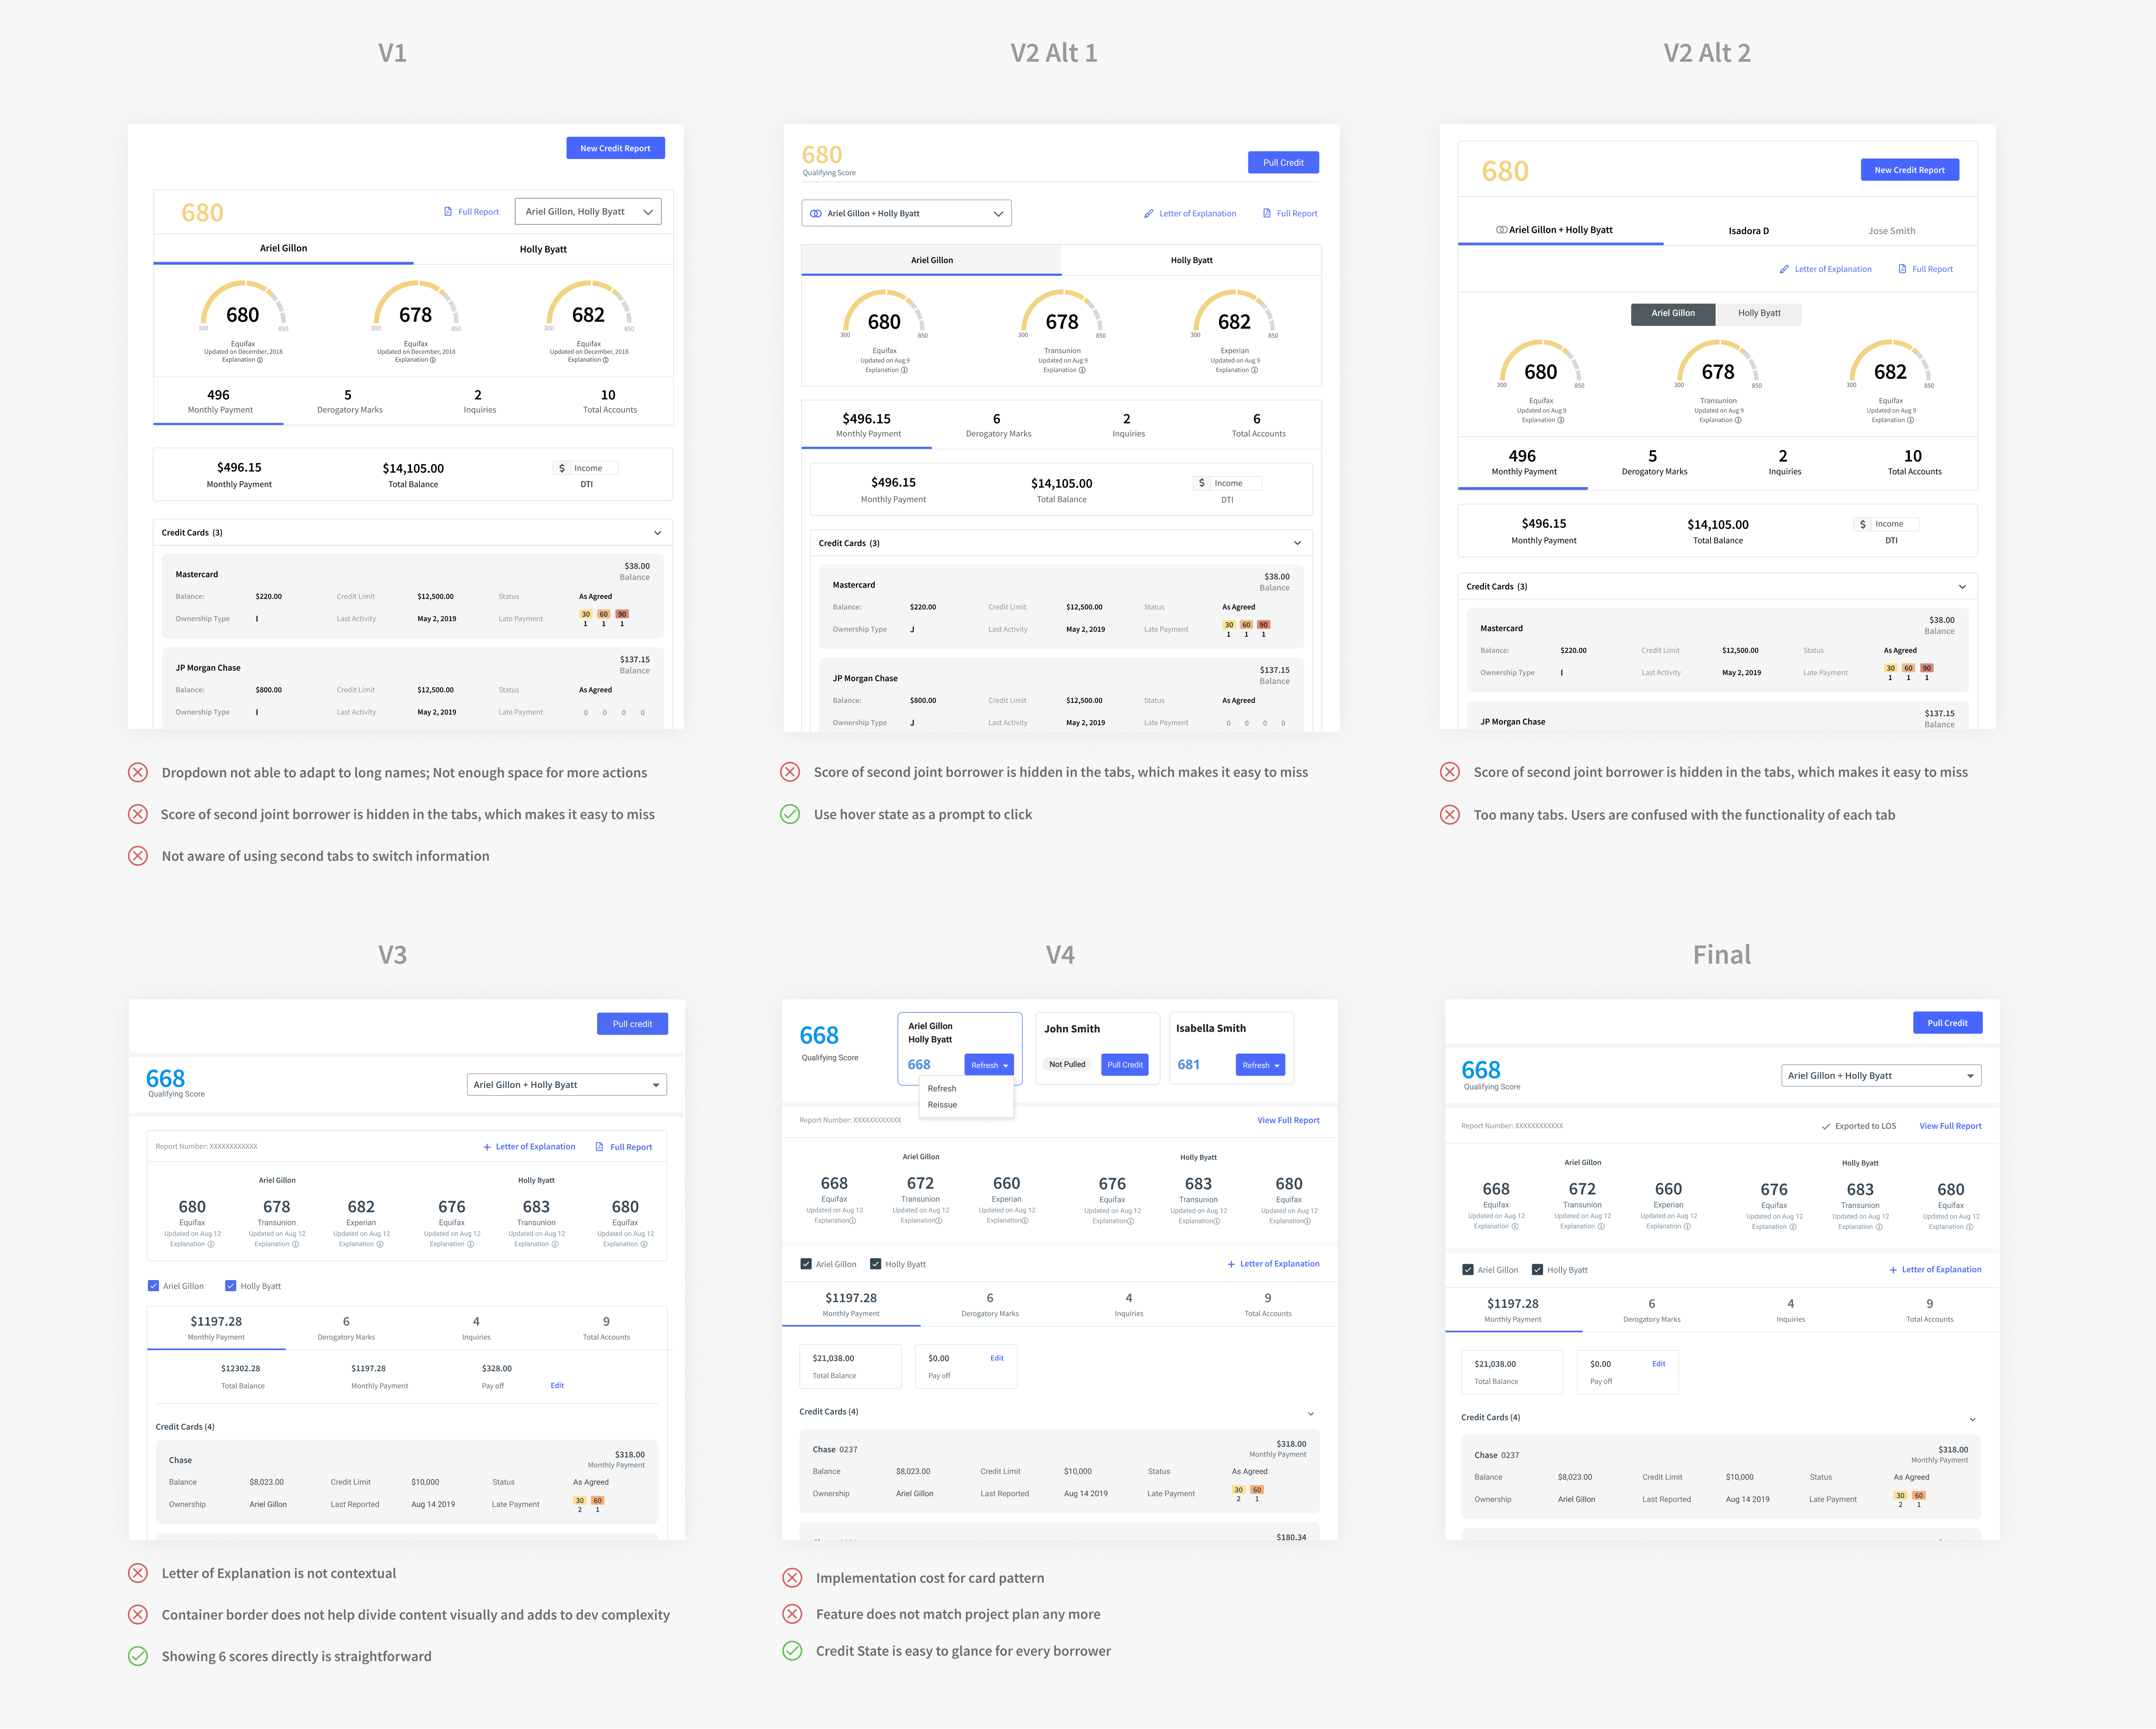 V1
New Credit Report
680
Full Report
Ariel Gillon, Holly Byatt
Ariel Gillon
Holly Byatt
680 678 682
300 850 300 850 300 850
Equifax Equifax Equifax
Updated on December, 2018 Updated on December, 2018 Updated on December, 2018
Explanation Explanation Explanation
496 5 2 10
Monthly Payment Derogatory Marks Inquiries Total Accounts
$496.15 $14,105.00 $ Income
Monthly Payment Total Balance DTI
Credit Cards (3)
$38.00
Mastercard Balance
Balance: $220.00 Credit Limit $12,500.00 Status As Agreed
30 60 90
Ownership Type I Last Activity May 2, 2019 Late Payment 1 1 1
$137.15
JP Morgan Chase Balance
Balance: $800.00 Credit Limit $12,500.00 Status As Agreed
Ownership Type I Last Activity May 2, 2019 Late Payment 0 0 0 0
Dropdown not able to adapt to long names; Not enough space for more actions
Score of second joint borrower is hidden in the tabs, which makes it easy to miss
Not aware of using second tabs to switch information
V2 Alt 1
680
Qualifying Score
Pull Credit
Ariel Gillon + Holly Byatt
Letter of Explanation Full Report
Ariel Gillon Holly Byatt
680 678 682
300 850 300 850 300 850
Equifax Transunion Experian
Updated on Aug 9 Updated on Aug 9 Updated on Aug 9
Explanation Explanation Explanation
$496.15 6 2 6
Monthly Payment Derogatory Marks Inquiries Total Accounts
$496.15 $14,105.00 $ Income
Monthly Payment Total Balance DTI
Credit Cards (3)
$38.00
Mastercard Balance
Balance: $220.00 Credit Limit $12,500.00 Status As Agreed
30 60 90
Ownership Type J Last Activity May 2, 2019 Late Payment 1 1 1
$137.15
JP Morgan Chase Balance
Balance: $800.00 Credit Limit $12,500.00 Status As Agreed
Ownership Type J Last Activity May 2, 2019 Late Payment 0 0 0 0
Score of second joint borrower is hidden in the tabs, which makes it easy to miss
Use hover state as a prompt to click
V2 Alt 2
680
New Credit Report
Ariel Gillon + Holly Byatt Isadora D Jose Smith
Letter of Explanation Full Report
Ariel Gillon Holly Byatt
680 678 682
300 850 300 850 300 850
Equifax Transunion Equifax
Updated on Aug 9 Updated on Aug 9 Updated on Aug 9
Explanation Explanation Explanation
496 5 2 10
Monthly Payment Derogatory Marks Inquiries Total Accounts
$496.15 $14,105.00 $ Income
Monthly Payment Total Balance DTI
Credit Cards (3)
$38.00
Mastercard Balance
Balance: $220.00 Credit Limit $12,500.00 Status As Agreed
30 60 90
Ownership Type I Last Activity May 2, 2019 Late Payment 1 1 1
$137.15
JP Morgan Chase Balance
Score of second joint borrower is hidden in the tabs, which makes it easy to miss
Too many tabs. Users are confused with the functionality of each tab
V3
Pull credit
668
Qualifying Score
Ariel Gillon + Holly Byatt
Report Number: XXXXXXXXXXXX + Letter of Explanation Full Report
Ariel Gillon Holly Byatt
680 678 682 676 683 680
Equifax Transunion Experian Equifax Transunion Equifax
Updated on Aug 12 Updated on Aug 12 Updated on Aug 12 Updated on Aug 12 Updated on Aug 12 Updated on Aug 12
Explanation Explanation Explanation Explanation Explanation Explanation
Ariel Gillon Holly Byatt
$1197.28 6 4 9
Monthly Payment Derogatory Marks Inquiries Total Accounts
$12302.28 $1197.28 $328.00
Total Balance Monthly Payment Pay off Edit
Credit Cards (4)
$318.00
Chase Monthly Payment
Balance $8,023.00 Credit Limit $10,000 Status As Agreed
30 60
Ownership Ariel Gillon Last Reported Aug 14 2019 Late Payment 2 1
Letter of Explanation is not contextual
Container border does not help divide content visually and adds to dev complexity
Showing 6 scores directly is straightforward
V4
668
Qualifying Score
Ariel Gillon
Holly Byatt
668 Refresh
Refresh
Reissue
John Smith
Not Pulled Pull Credit
Isabella Smith
681 Refresh
Report Number: XXXXXXXXXXXX View Full Report
Ariel Gillon Holly Byatt
668 672 660 676 683 680
Equifax Transunion Experian Equifax Transunion Equifax
Updated on Aug 12 Updated on Aug 12 Updated on Aug 12 Updated on Aug 12 Updated on Aug 12 Updated on Aug 12
Explanation Explanation Explanation Explanation Explanation Explanation
Ariel Gillon Holly Byatt + Letter of Explanation
$1197.28 6 4 9
Monthly Payment Derogatory Marks Inquiries Total Accounts
$21,038.00 $0.00 Edit
Total Balance Pay off
Credit Cards (4)
$318.00
Chase 0237 Monthly Payment
Balance $8,023.00 Credit Limit $10,000 Status As Agreed
30 60
Ownership Ariel Gillon Last Reported Aug 14 2019 Late Payment 2 1
$180.34
Implementation cost for card pattern
Feature does not match project plan any more
Credit State is easy to glance for every borrower
Final
Pull Credit
668
Qualifying Score
Ariel Gillon + Holly Byatt
Report Number: XXXXXXXXXXXX Exported to LOS View Full Report
Ariel Gillon Holly Byatt
668 672 660 676 683 680
Equifax Transunion Experian Equifax Transunion Equifax
Updated on Aug 12 Updated on Aug 12 Updated on Aug 12 Updated on Aug 12 Updated on Aug 12 Updated on Aug 12
Explanation Explanation Explanation Explanation Explanation Explanation
Ariel Gillon Holly Byatt + Letter of Explanation
$1197.28 6 4 9
Monthly Payment Derogatory Marks Inquiries Total Accounts
$21,038.00 $0.00 Edit
Total Balance Pay off
Credit Cards (4)
$318.00
Chase 0237 Monthly Payment
Balance $8,023.00 Credit Limit $10,000 Status As Agreed
30 60
Ownership Ariel Gillon Last Reported Aug 14 2019 Late Payment 2 1